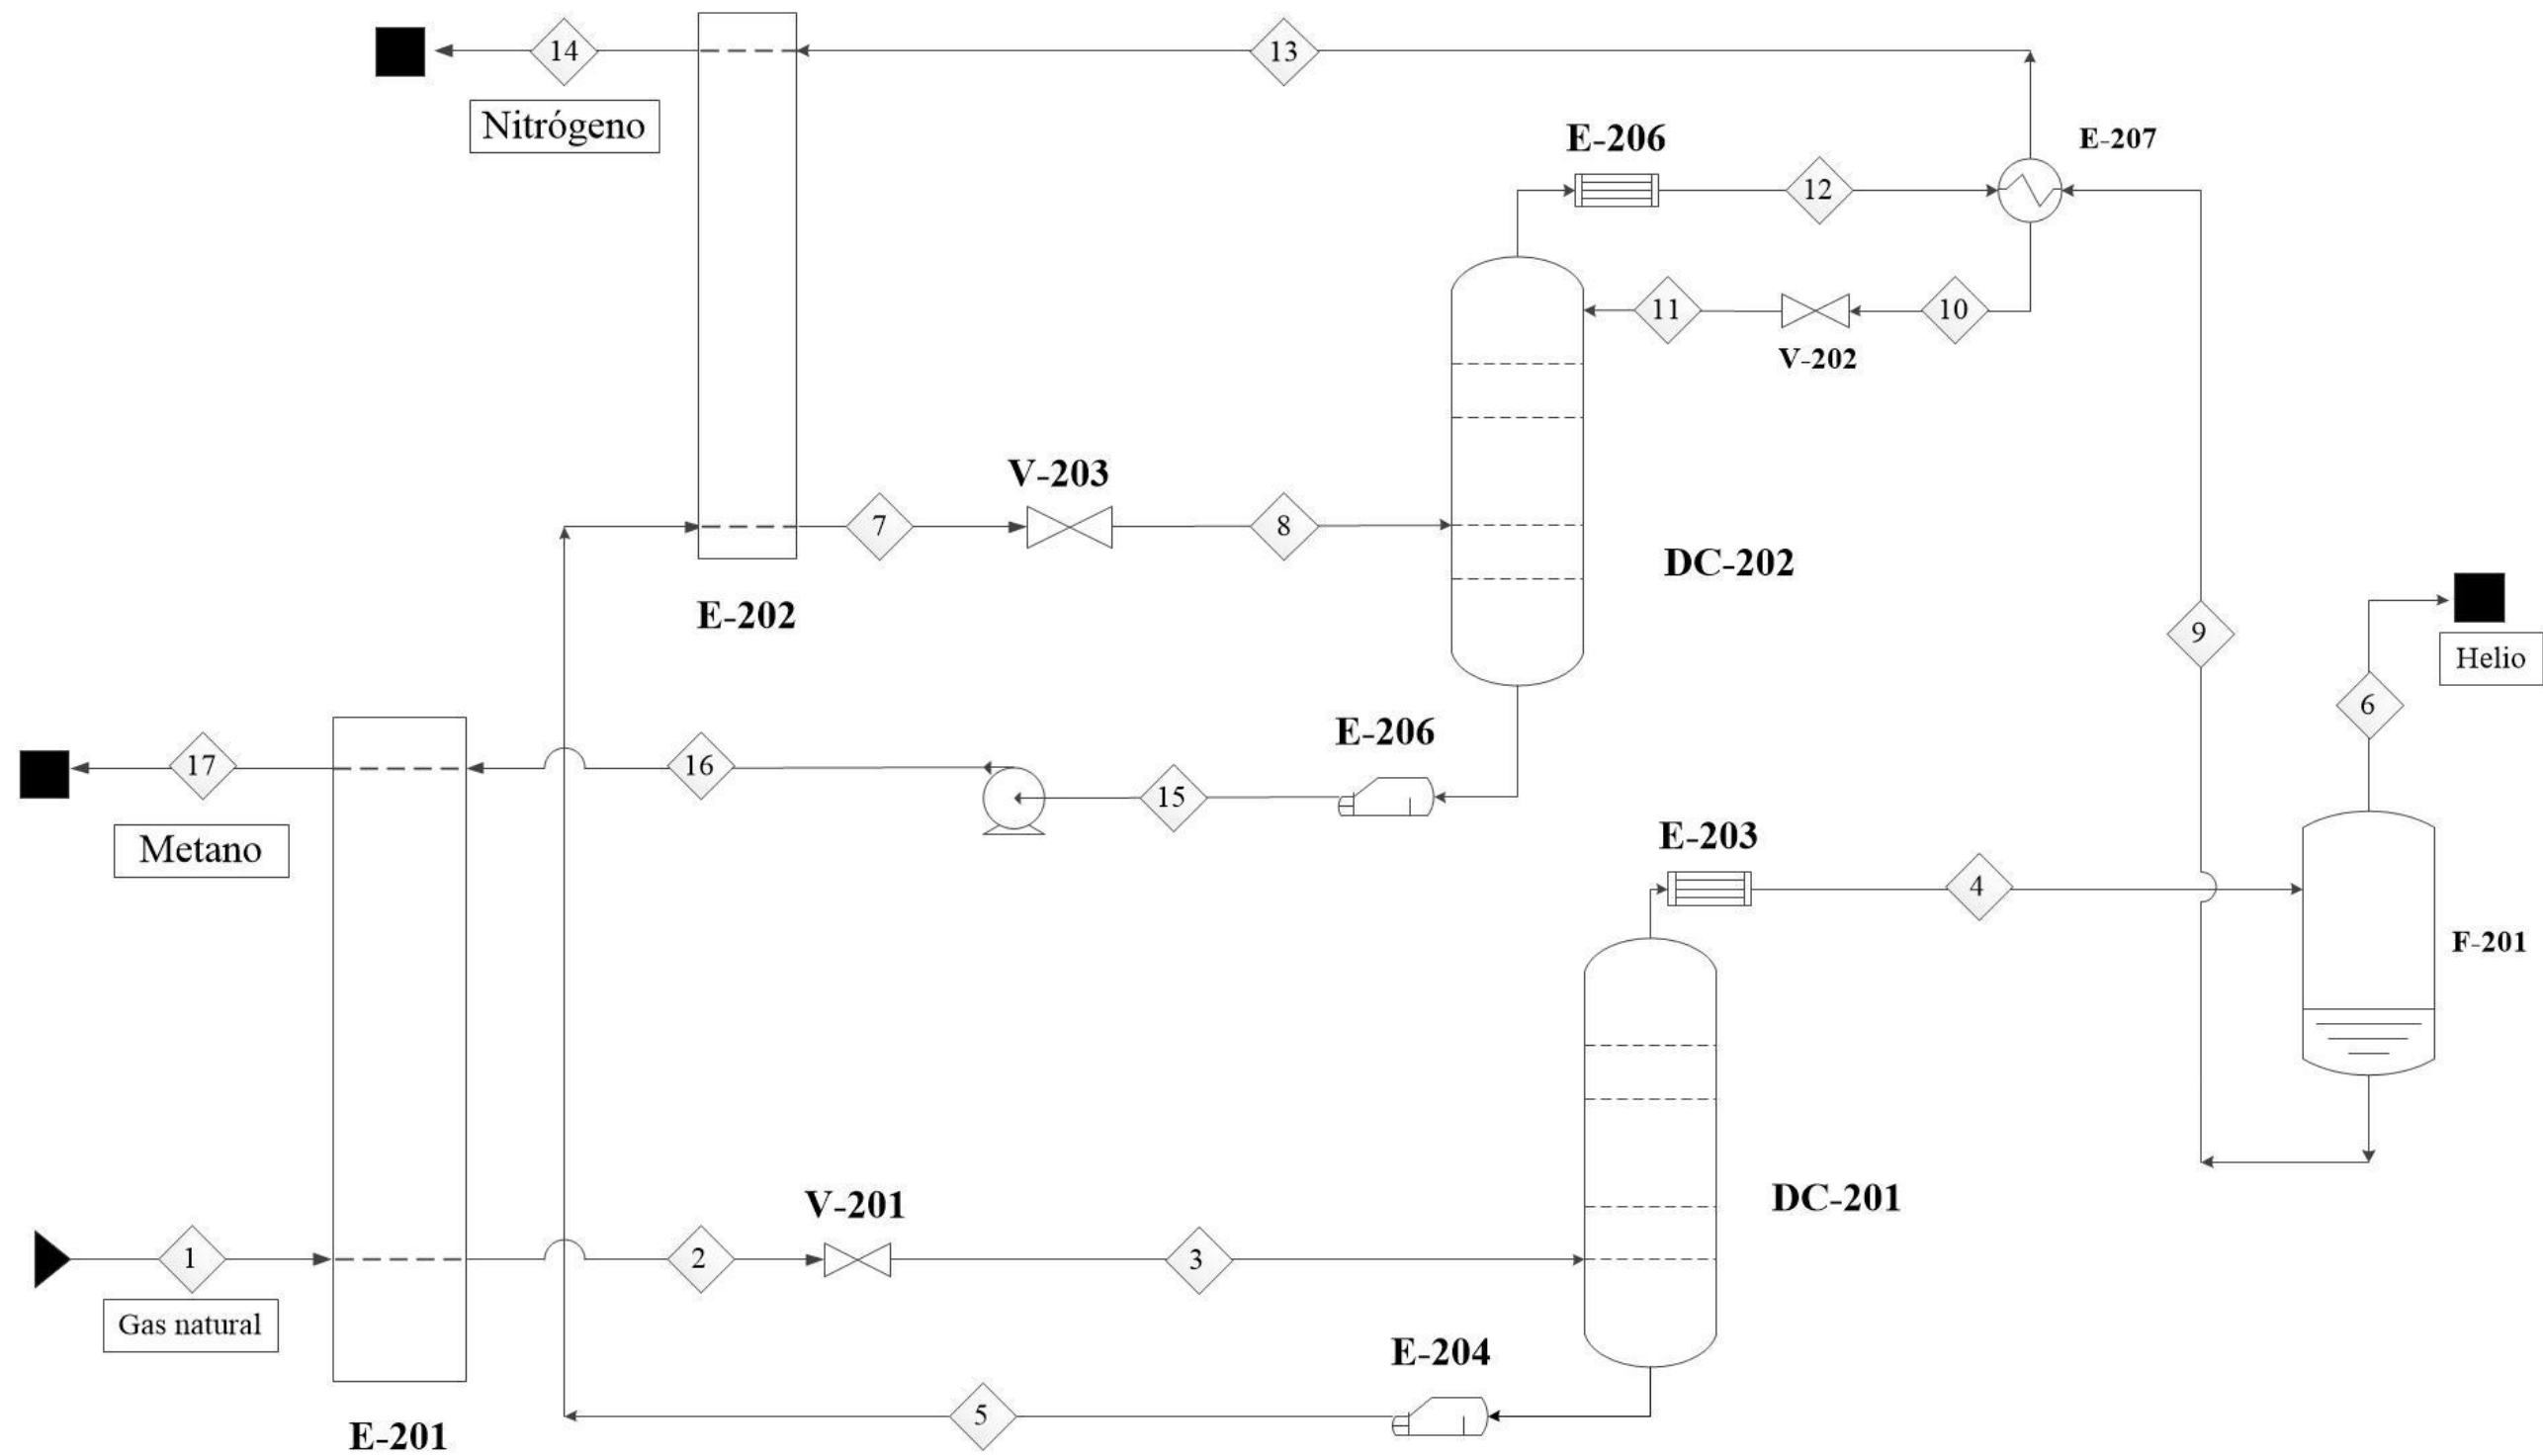 14
13
Nitrógeno
E-206
E-207
12
11
10
V-202
V-203
7
8
DC-202
E-202
9
Helio
6
E-206
17
16
15
Metano
E-203
4
F-201
V-201
DC-201
1
2
3
Gas natural
E-204
5
E-201